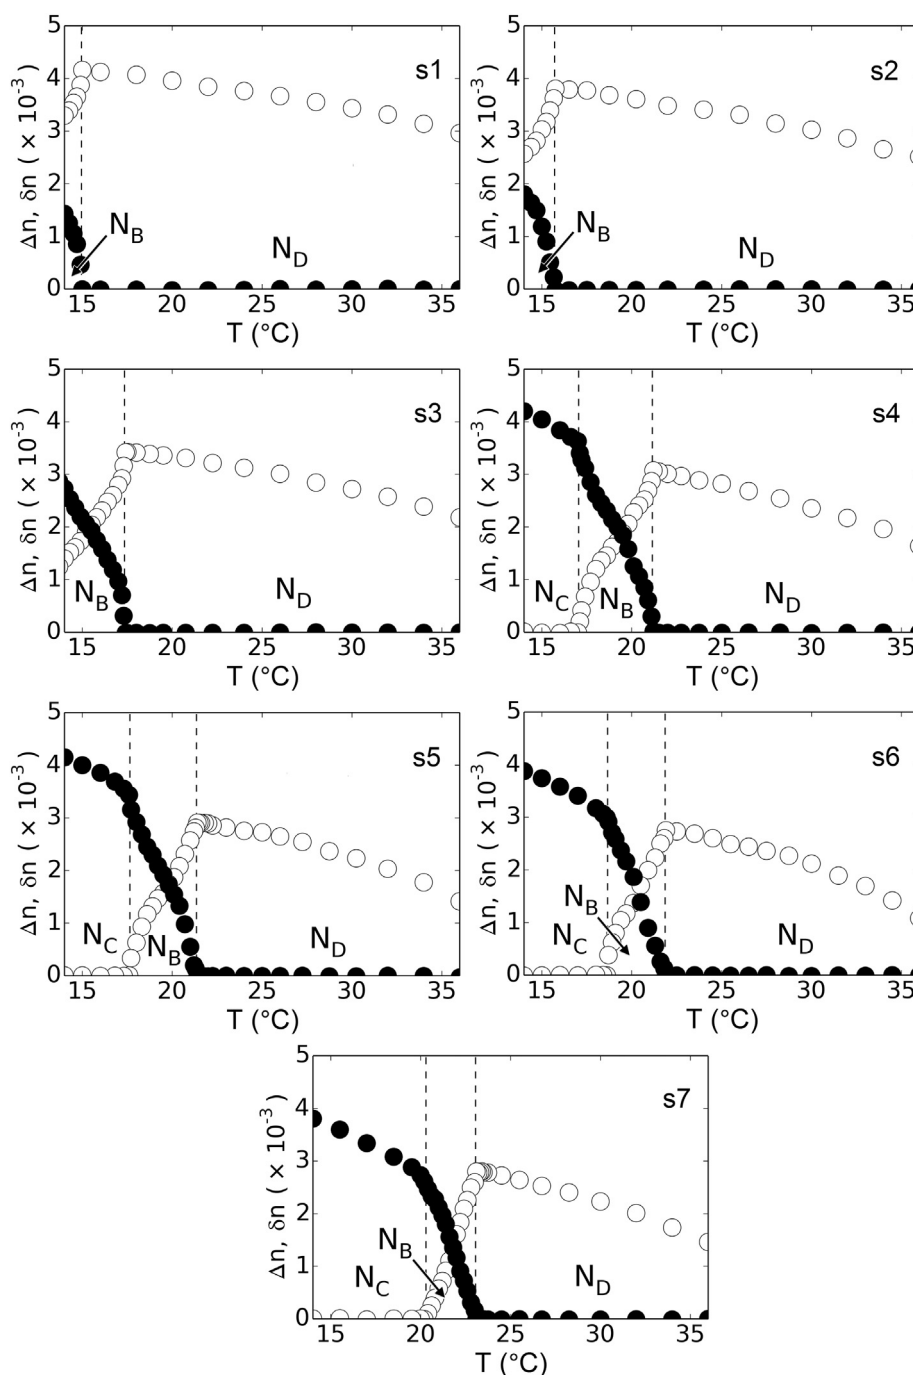 5
4
3
2
1
0
Δn, δn ( × 10⁻³ )
s1
N_B
N_D
15 20 25 30 35
T (°C)
5
4
3
2
1
0
Δn, δn ( × 10⁻³ )
s2
N_B
N_D
15 20 25 30 35
T (°C)
5
4
3
2
1
0
Δn, δn ( × 10⁻³ )
s3
N_B
N_D
15 20 25 30 35
T (°C)
5
4
3
2
1
0
Δn, δn ( × 10⁻³ )
s4
N_C N_B N_D
15 20 25 30 35
T (°C)
5
4
3
2
1
0
Δn, δn ( × 10⁻³ )
s5
N_C N_B N_D
15 20 25 30 35
T (°C)
5
4
3
2
1
0
Δn, δn ( × 10⁻³ )
s6
N_B
N_C N_D
15 20 25 30 35
T (°C)
5
4
3
2
1
0
Δn, δn ( × 10⁻³ )
s7
N_B
N_C N_D
15 20 25 30 35
T (°C)